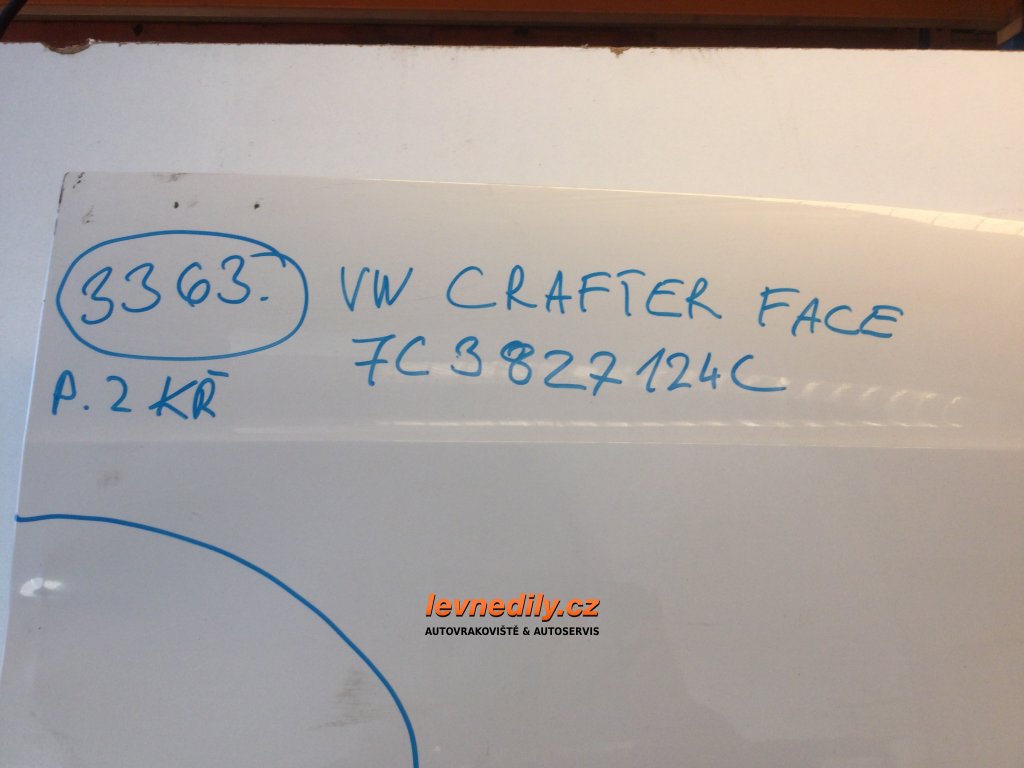 3363.-
VW CRAFTER FACE
7C3827124C
P. 2 KŘ
levnedily.cz
AUTOVRAKOVIŠTĚ & AUTOSERVIS